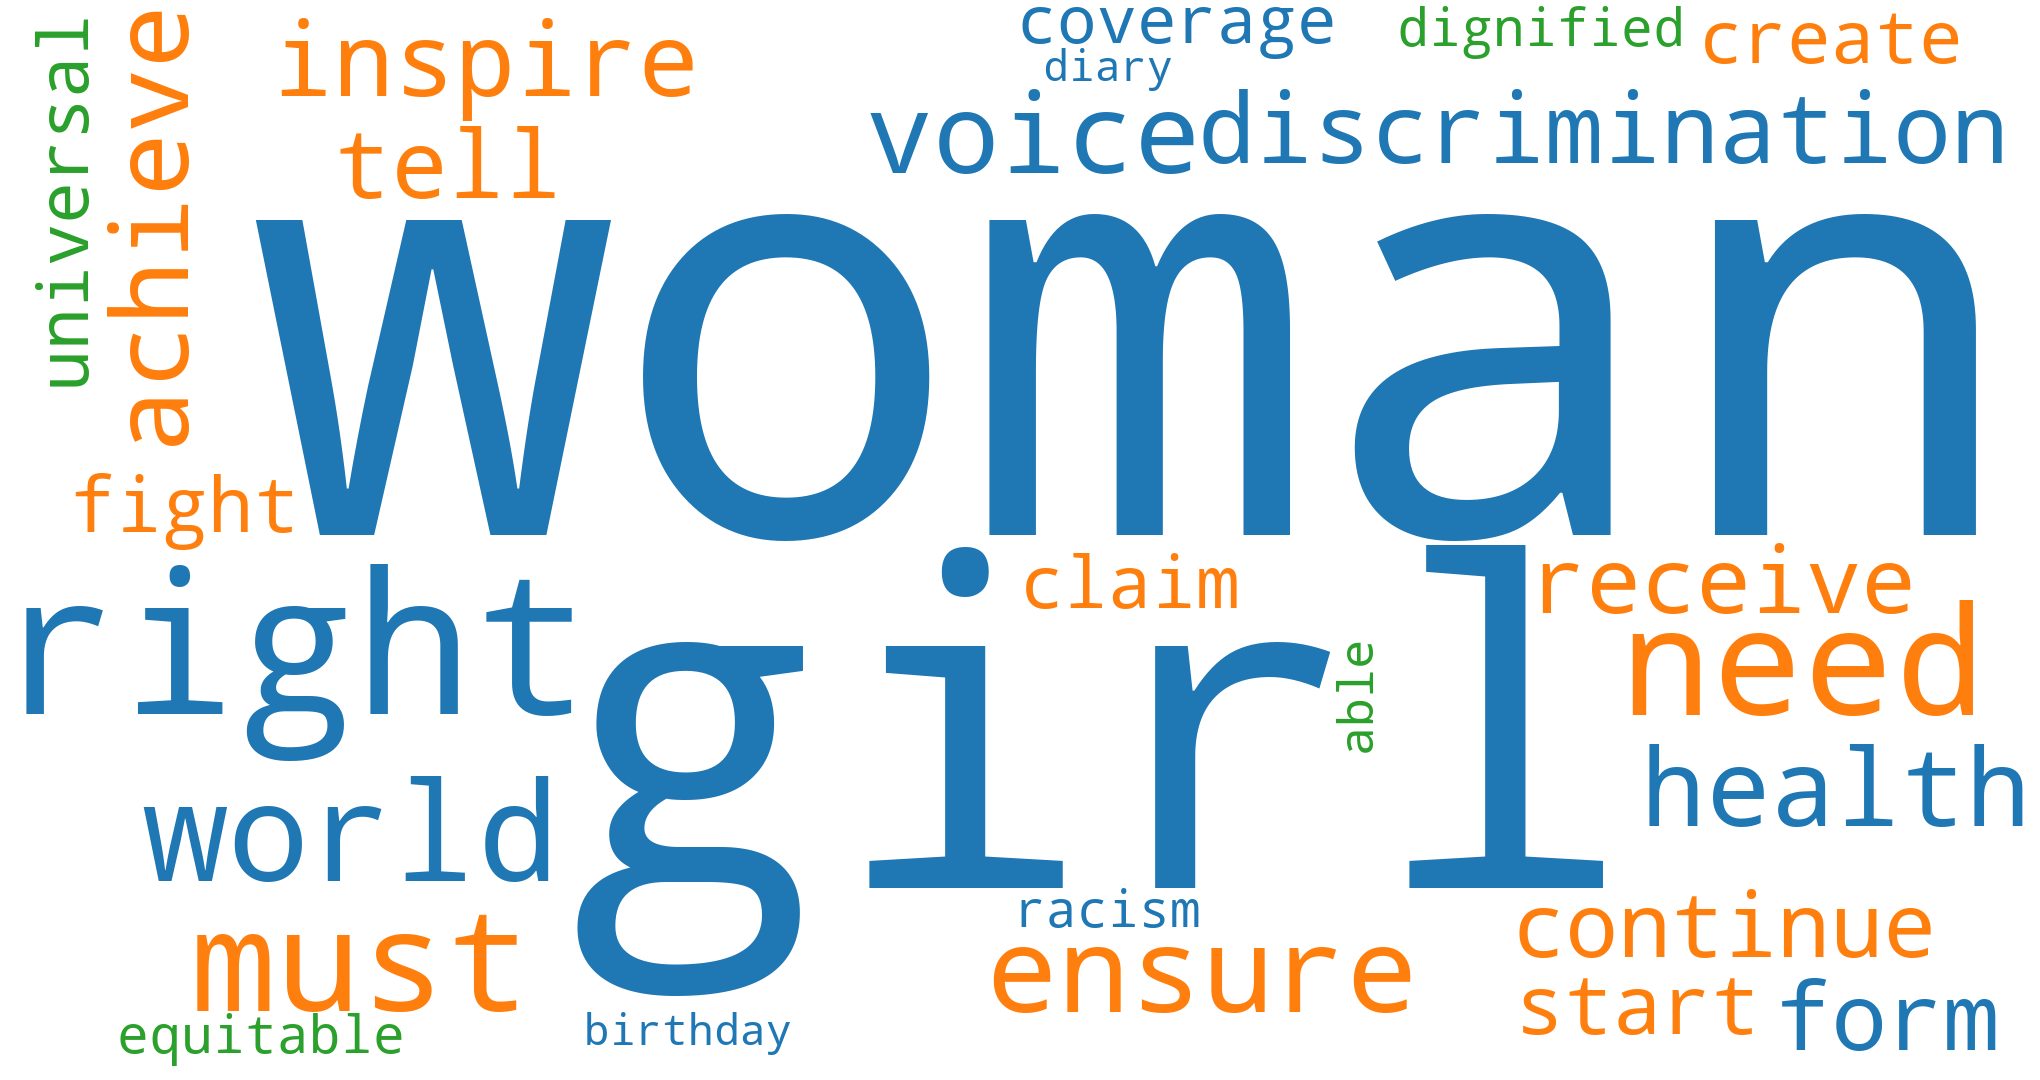 universal
achieve
inspire
tell
coverage
diary
dignified
create
voice
discrimination
woman
fight
right
girl
claim
able
receive
need
health
world
must
equitable
birthday
racism
ensure
continue
start
form